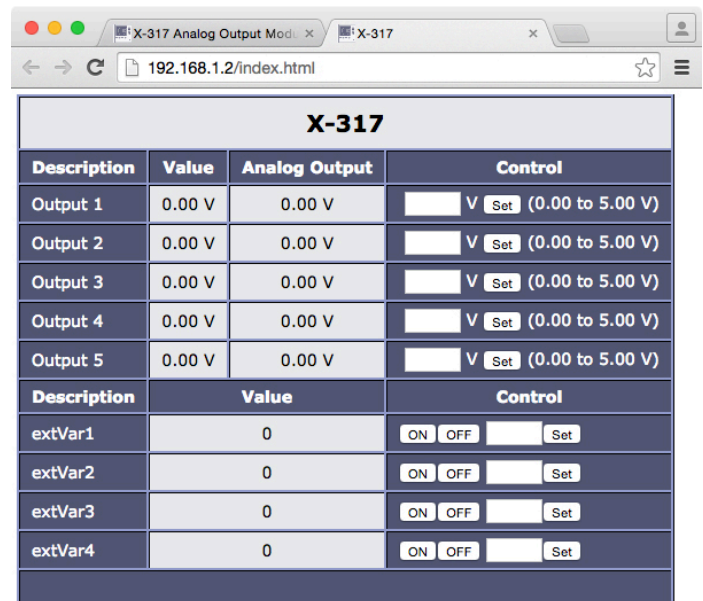 X-317 Analog Output Modu × X-317 ×
192.168.1.2/index.html
X-317
Description Value Analog Output Control
Output 1 0.00 V 0.00 V V Set (0.00 to 5.00 V)
Output 2 0.00 V 0.00 V V Set (0.00 to 5.00 V)
Output 3 0.00 V 0.00 V V Set (0.00 to 5.00 V)
Output 4 0.00 V 0.00 V V Set (0.00 to 5.00 V)
Output 5 0.00 V 0.00 V V Set (0.00 to 5.00 V)
Description Value Control
extVar1 0 ON OFF Set
extVar2 0 ON OFF Set
extVar3 0 ON OFF Set
extVar4 0 ON OFF Set